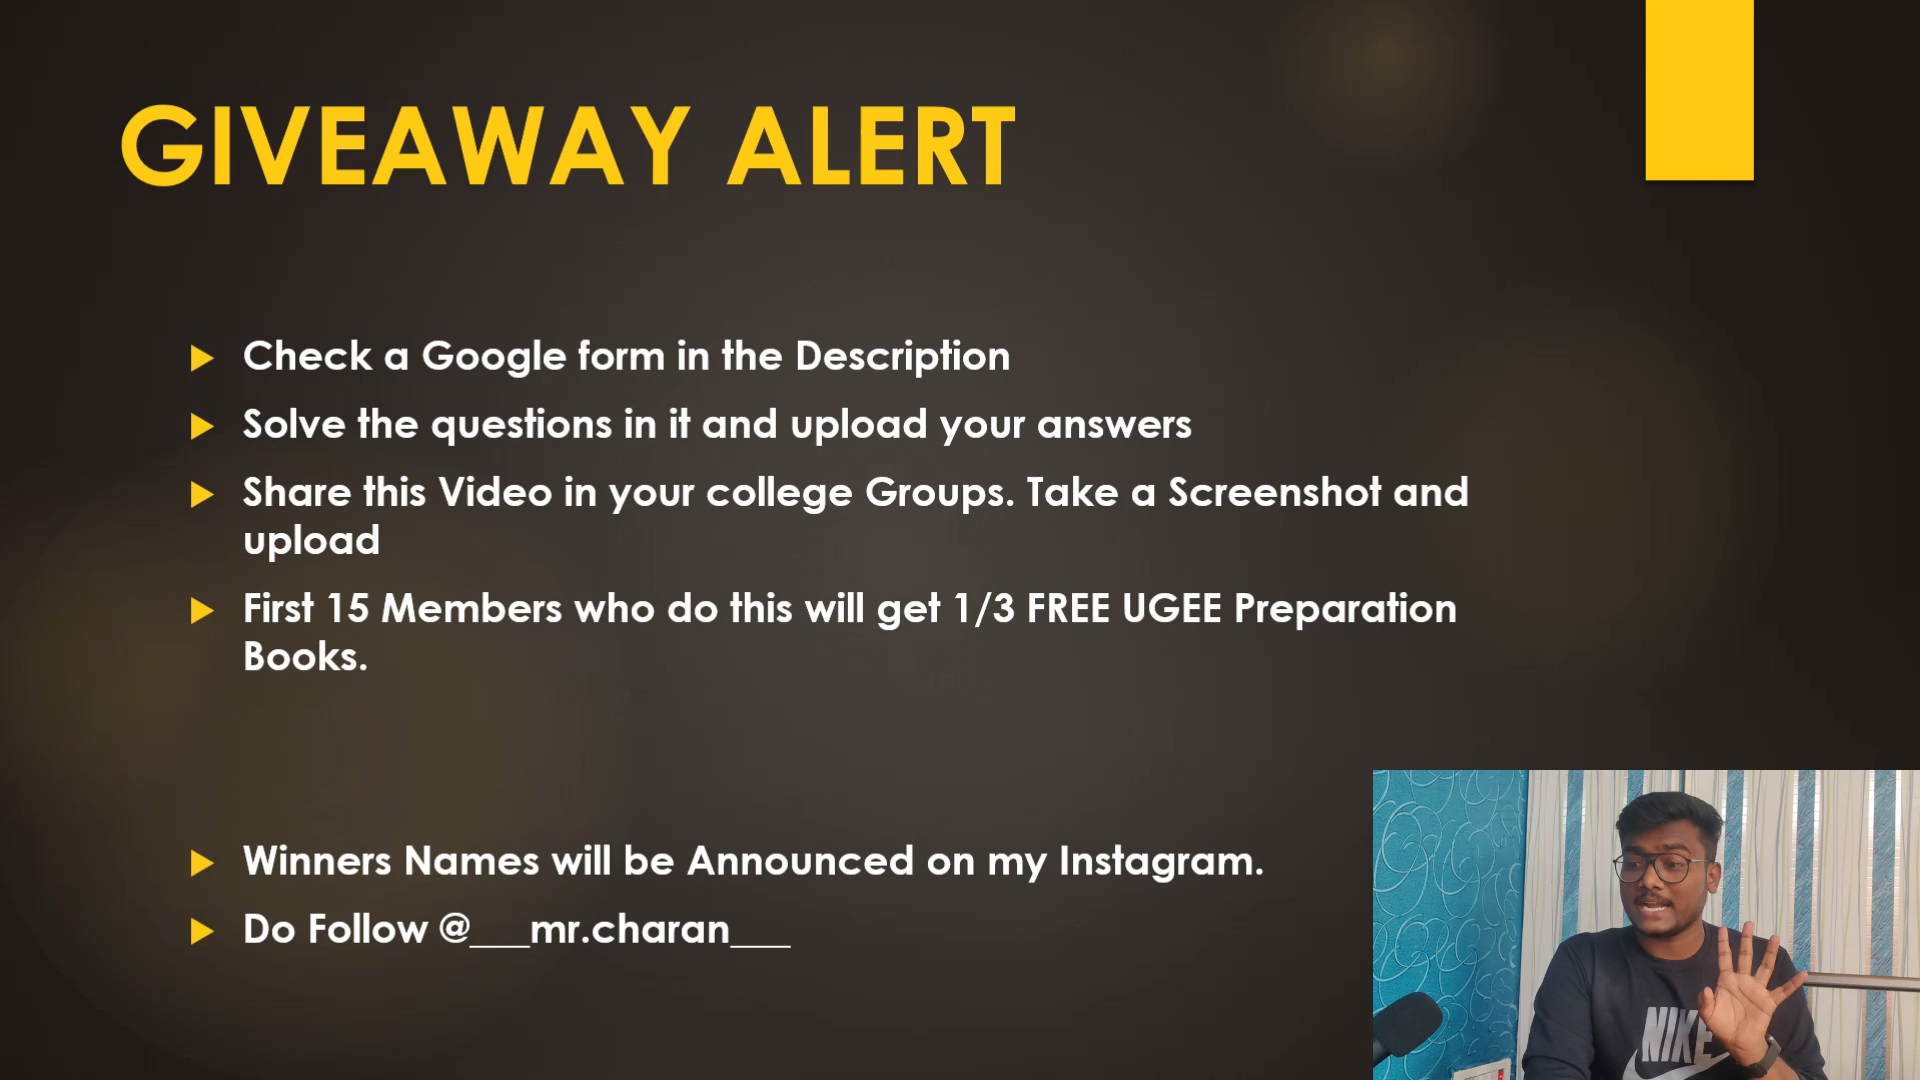 GIVEAWAY ALERT
Check a Google form in the Description
Solve the questions in it and upload your answers
Share this Video in your college Groups. Take a Screenshot and
upload
First 15 Members who do this will get 1/3 FREE UGEE Preparation
Books.
Winners Names will be Announced on my Instagram.
Do Follow @___mr.charan___
NIKE